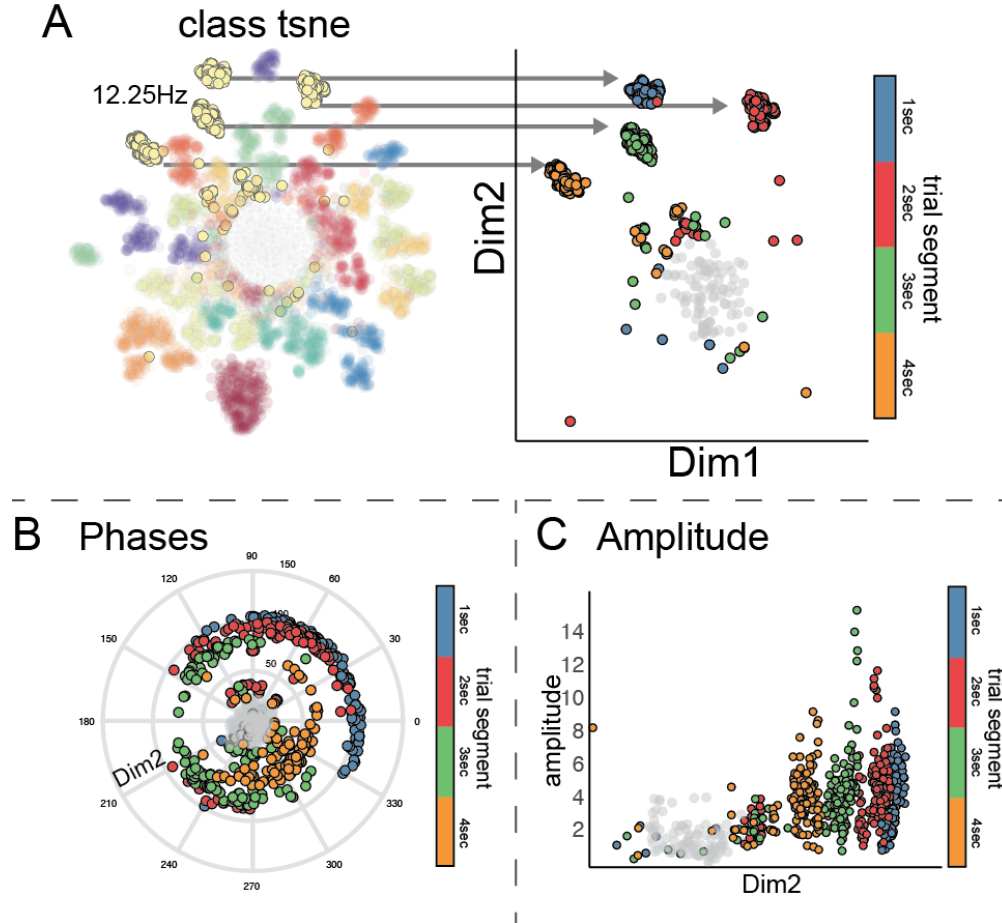 A
class tsne
12.25Hz
Dim2
Dim1
1sec
2sec
3sec
4sec
trial segment
B Phases
90
120
150
60
150
100
30
50
180
0
Dim2
210
330
240
300
270
1sec
2sec
3sec
4sec
trial segment
C Amplitude
14
12
10
8
6
4
2
amplitude
Dim2
1sec
2sec
3sec
4sec
trial segment